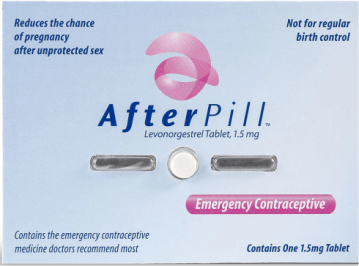 Reduces the chance
of pregnancy
after unprotected sex
Not for regular
birth control
AfterPill™
Levonorgestrel Tablet, 1.5 mg
Emergency Contraceptive
Contains the emergency contraceptive
medicine doctors recommend most
Contains One 1.5mg Tablet